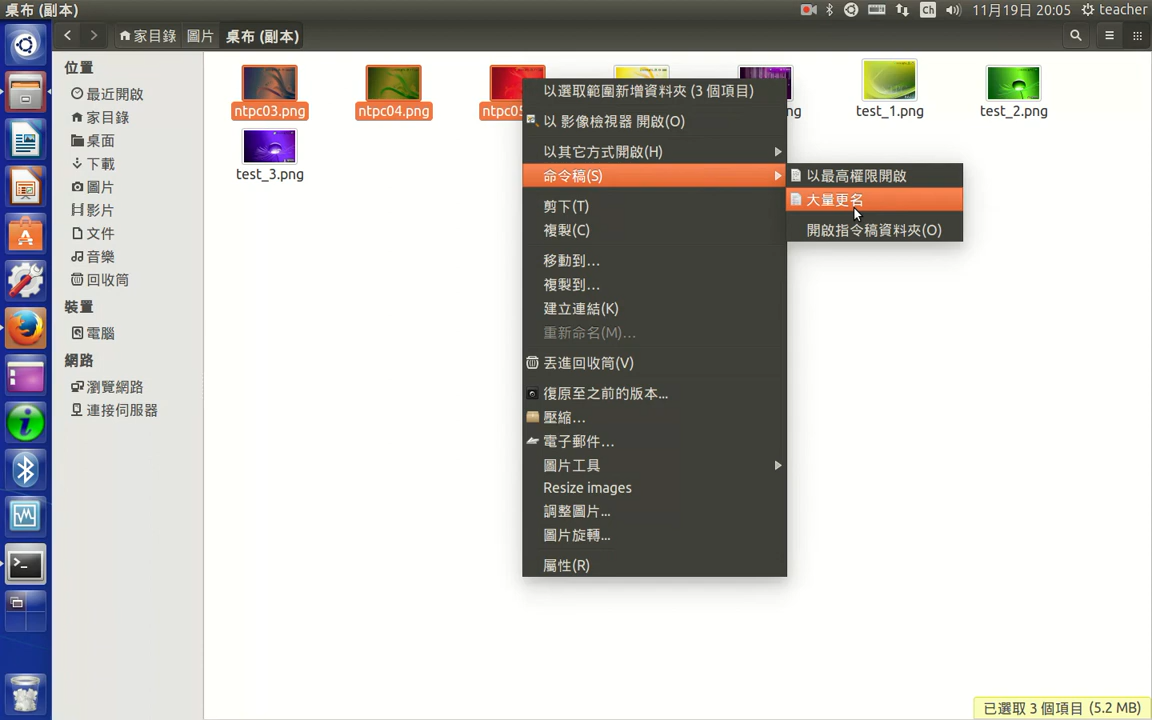 桌布 (副本)
Ch
11月19日 20:05
teacher
家目錄
圖片
桌布 (副本)
位置
最近開啟
家目錄
桌面
下載
圖片
影片
文件
音樂
回收筒
裝置
電腦
網路
瀏覽網路
連接伺服器
ntpc03.png
ntpc04.png
ntpc05
ng
test_1.png
test_2.png
test_3.png
以選取範圍新增資料夾 (3 個項目)
以 影像檢視器 開啟(O)
以其它方式開啟(H)
命令稿(S)
剪下(T)
複製(C)
移動到…
複製到…
建立連結(K)
重新命名(M)…
丟進回收筒(V)
復原至之前的版本...
壓縮...
電子郵件...
圖片工具
Resize images
調整圖片...
圖片旋轉...
屬性(R)
以最高權限開啟
大量更名
開啟指令稿資料夾(O)
已選取 3 個項目 (5.2 MB)